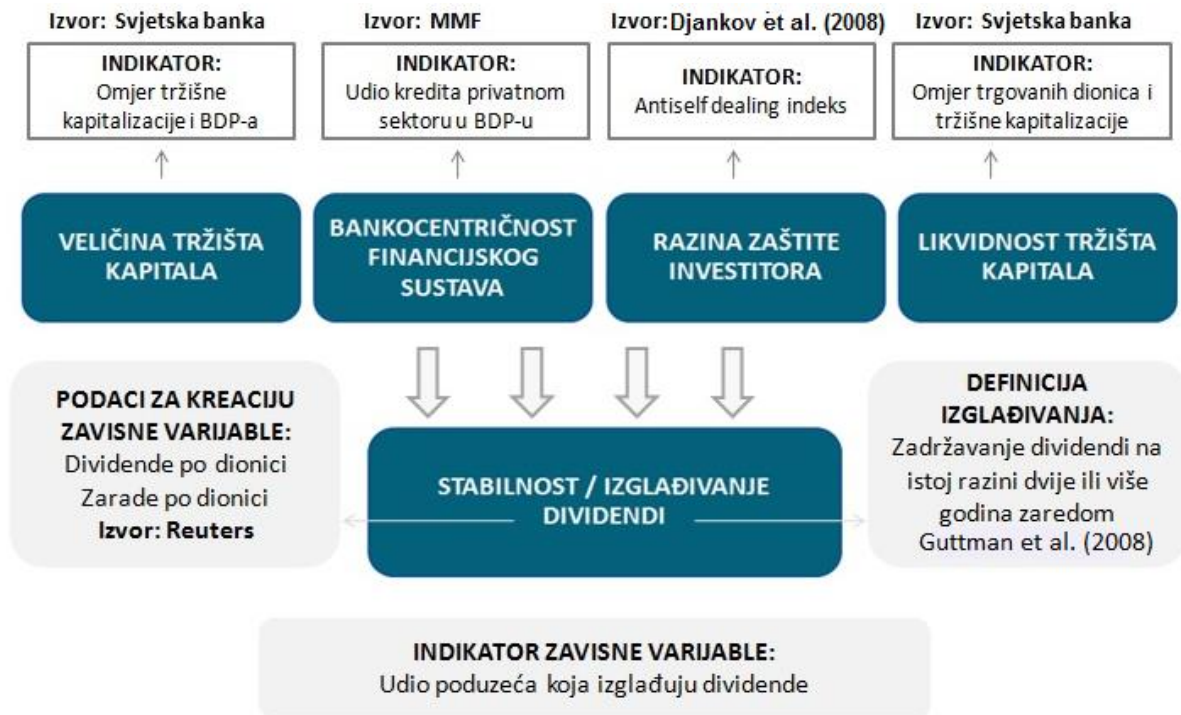 Izvor: Svjetska banka
INDIKATOR:
Omjer tržišne
kapitalizacije i BDP-a
VELIČINA TRŽIŠTA
KAPITALA
Izvor: MMF
INDIKATOR:
Udio kredita privatnom
sektoru u BDP-u
BANKOCENTRIČNOST
FINANCIJSKOG
SUSTAVA
Izvor:Djankov et al. (2008)
INDIKATOR:
Antiself dealing indeks
RAZINA ZAŠTITE
INVESTITORA
Izvor: Svjetska banka
INDIKATOR:
Omjer trgovanih dionica i
tržišne kapitalizacije
LIKVIDNOST TRŽIŠTA
KAPITALA
PODACI ZA KREACIJU
ZAVISNE VARIJABLE:
Dividende po dionici
Zarade po dionici
Izvor: Reuters
STABILNOST / IZGLAĐIVANJE
DIVIDENDI
DEFINICIJA
IZGLAĐIVANJA:
Zadržavanje dividendi na
istoj razini dvije ili više
godina zaredom
Guttman et al. (2008)
INDIKATOR ZAVISNE VARIJABLE:
Udio poduzeća koja izglađuju dividende